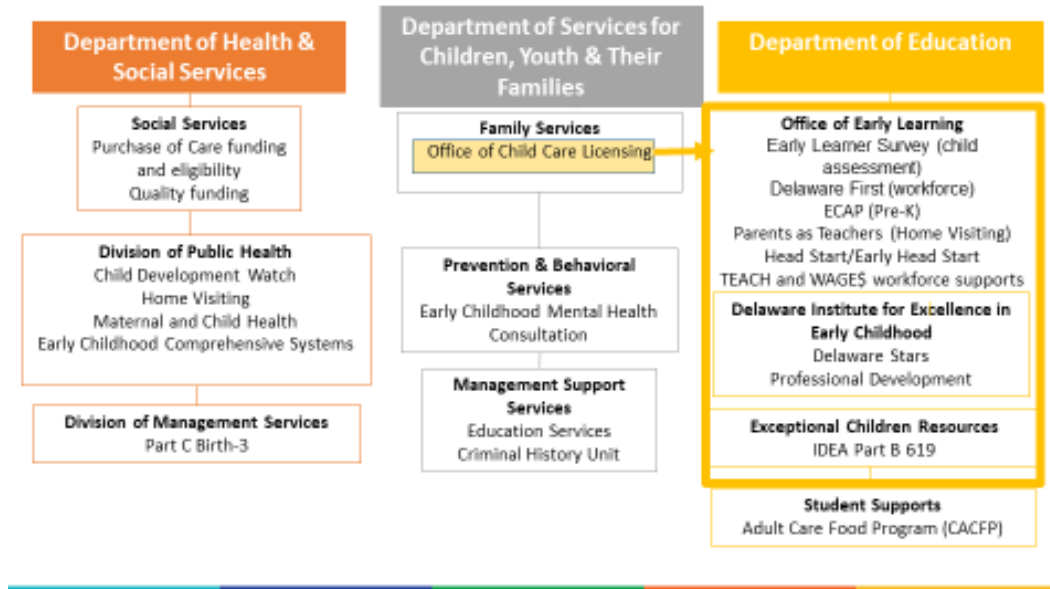 Department of Health &
Social Services
Social Services
Purchase of Care funding
and eligibility
Quality funding
Division of Public Health
Child Development Watch
Home Visiting
Maternal and Child Health
Early Childhood Comprehensive Systems
Division of Management Services
Part C Birth-3
Department of Services for
Children, Youth & Their
Families
Family Services
Office of Child Care Licensing
Prevention & Behavioral
Services
Early Childhood Mental Health
Consultation
Management Support
Services
Education Services
Criminal History Unit
Department of Education
Office of Early Learning
Early Learner Survey (child
assessment)
Delaware First (workforce)
ECAP (Pre-K)
Parents as Teachers (Home Visiting)
Head Start/Early Head Start
TEACH and WAGE$ workforce supports
Delaware Institute for Excellence in
Early Childhood
Delaware Stars
Professional Development
Exceptional Children Resources
IDEA Part B 619
Student Supports
Adult Care Food Program (CACFP)